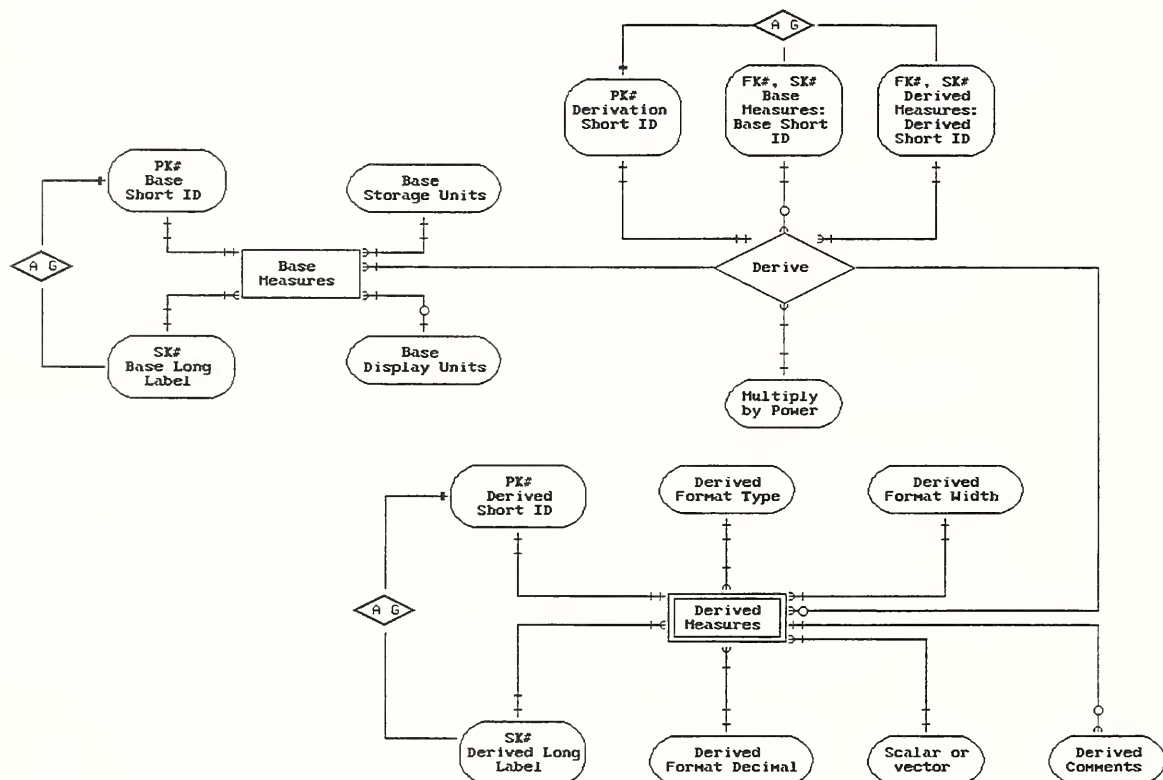 A G
PK#
Derivation
Short ID
FK#, SK#
Base
Measures:
Base Short
ID
FK#, SK#
Derived
Measures:
Derived
Short ID
PK#
Base
Short ID
Base
Storage Units
A G
Base
Measures
Derive
SK#
Base Long
Label
Base
Display Units
Multiply
by Power
PK#
Derived
Short ID
Derived
Format Type
Derived
Format Width
A G
Derived
Measures
SK#
Derived Long
Label
Derived
Format Decimal
Scalar or
vector
Derived
Comments